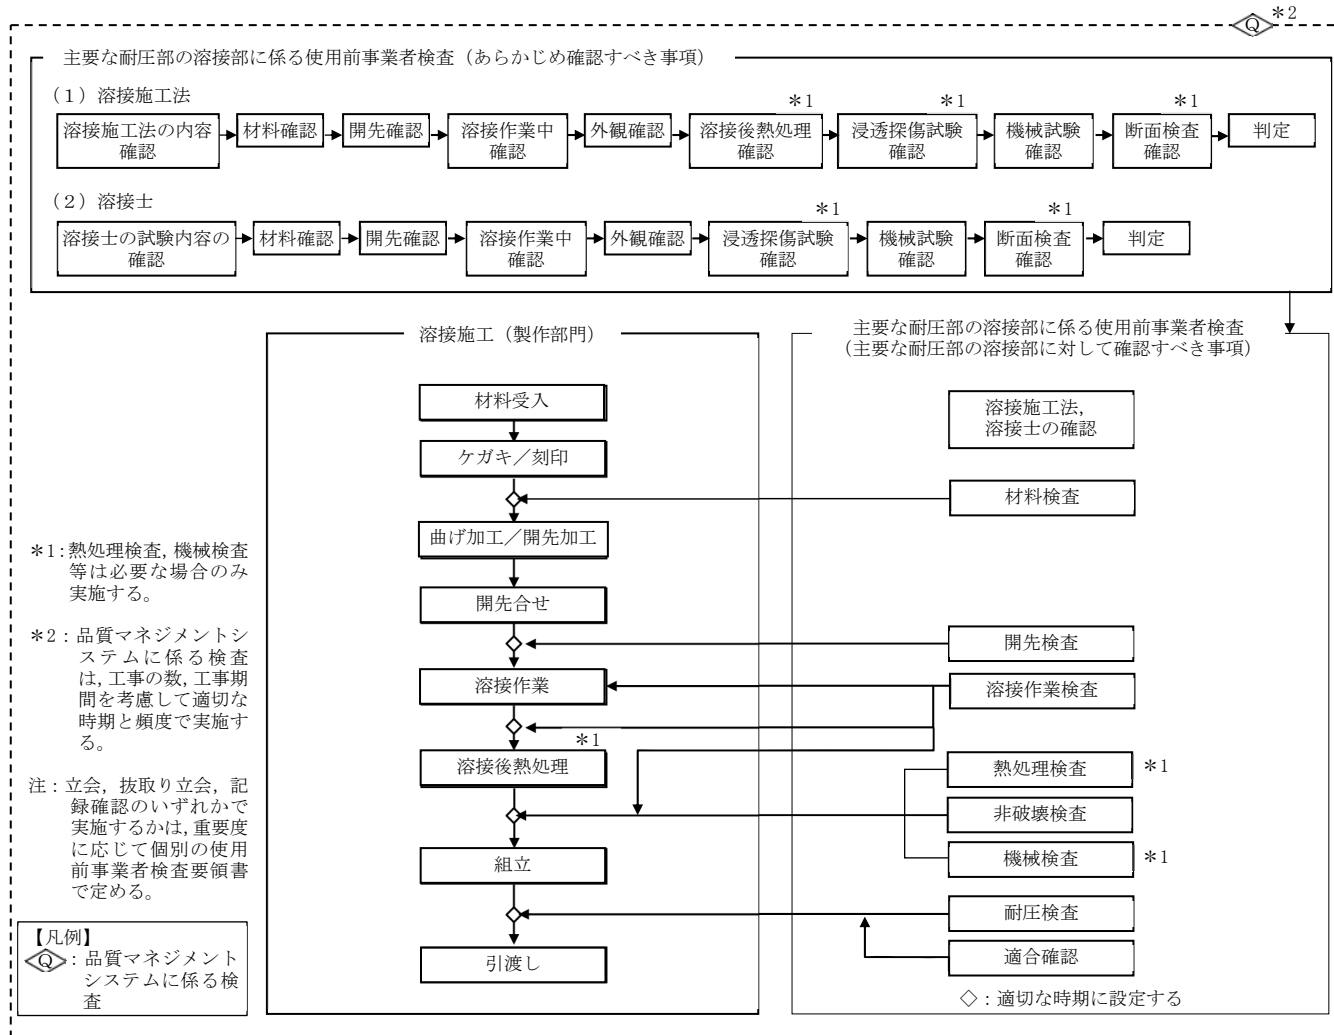 Q
*2
主要な耐圧部の溶接部に係る使用前事業者検査(あらかじめ確認すべき事項)
(1)溶接施工法
溶接施工法の内容
確認
材料確認
開先確認
溶接作業中
確認
外観確認
*1
溶接後熱処理
確認
*1
浸透探傷試験
確認
機械試験
確認
*1
断面検査
確認
判定
(2)溶接士
溶接士の試験内容の
確認
材料確認
開先確認
溶接作業中
確認
外観確認
*1
浸透探傷試験
確認
機械試験
確認
*1
断面検査
確認
判定
溶接施工(製作部門)
材料受入
ケガキ/刻印
曲げ加工/開先加工
開先合せ
溶接作業
*1
溶接後熱処理
組立
引渡し
主要な耐圧部の溶接部に係る使用前事業者検査
(主要な耐圧部の溶接部に対して確認すべき事項)
溶接施工法,
溶接士の確認
材料検査
開先検査
溶接作業検査
熱処理検査
*1
非破壊検査
機械検査
*1
耐圧検査
適合確認
◇:適切な時期に設定する
*1:熱処理検査,機械検査
等は必要な場合のみ
実施する。
*2:品質マネジメントシ
ステムに係る検査
は,工事の数,工事期
間を考慮して適切な
時期と頻度で実施す
る。
注:立会,抜取り立会,記
録確認のいずれかで
実施するかは,重要度
に応じて個別の使用
前事業者検査要領書
で定める。
【凡例】
Q:品質マネジメント
システムに係る検
査